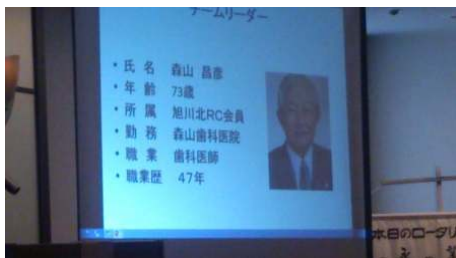 チームリーダー
・氏 名 森山 昌彦
・年 齢 73歳
・所 属 旭川北RC会員
・勤 務 森山歯科医院
・職 業 歯科医師
・職業歴 47年
本日のロータリ